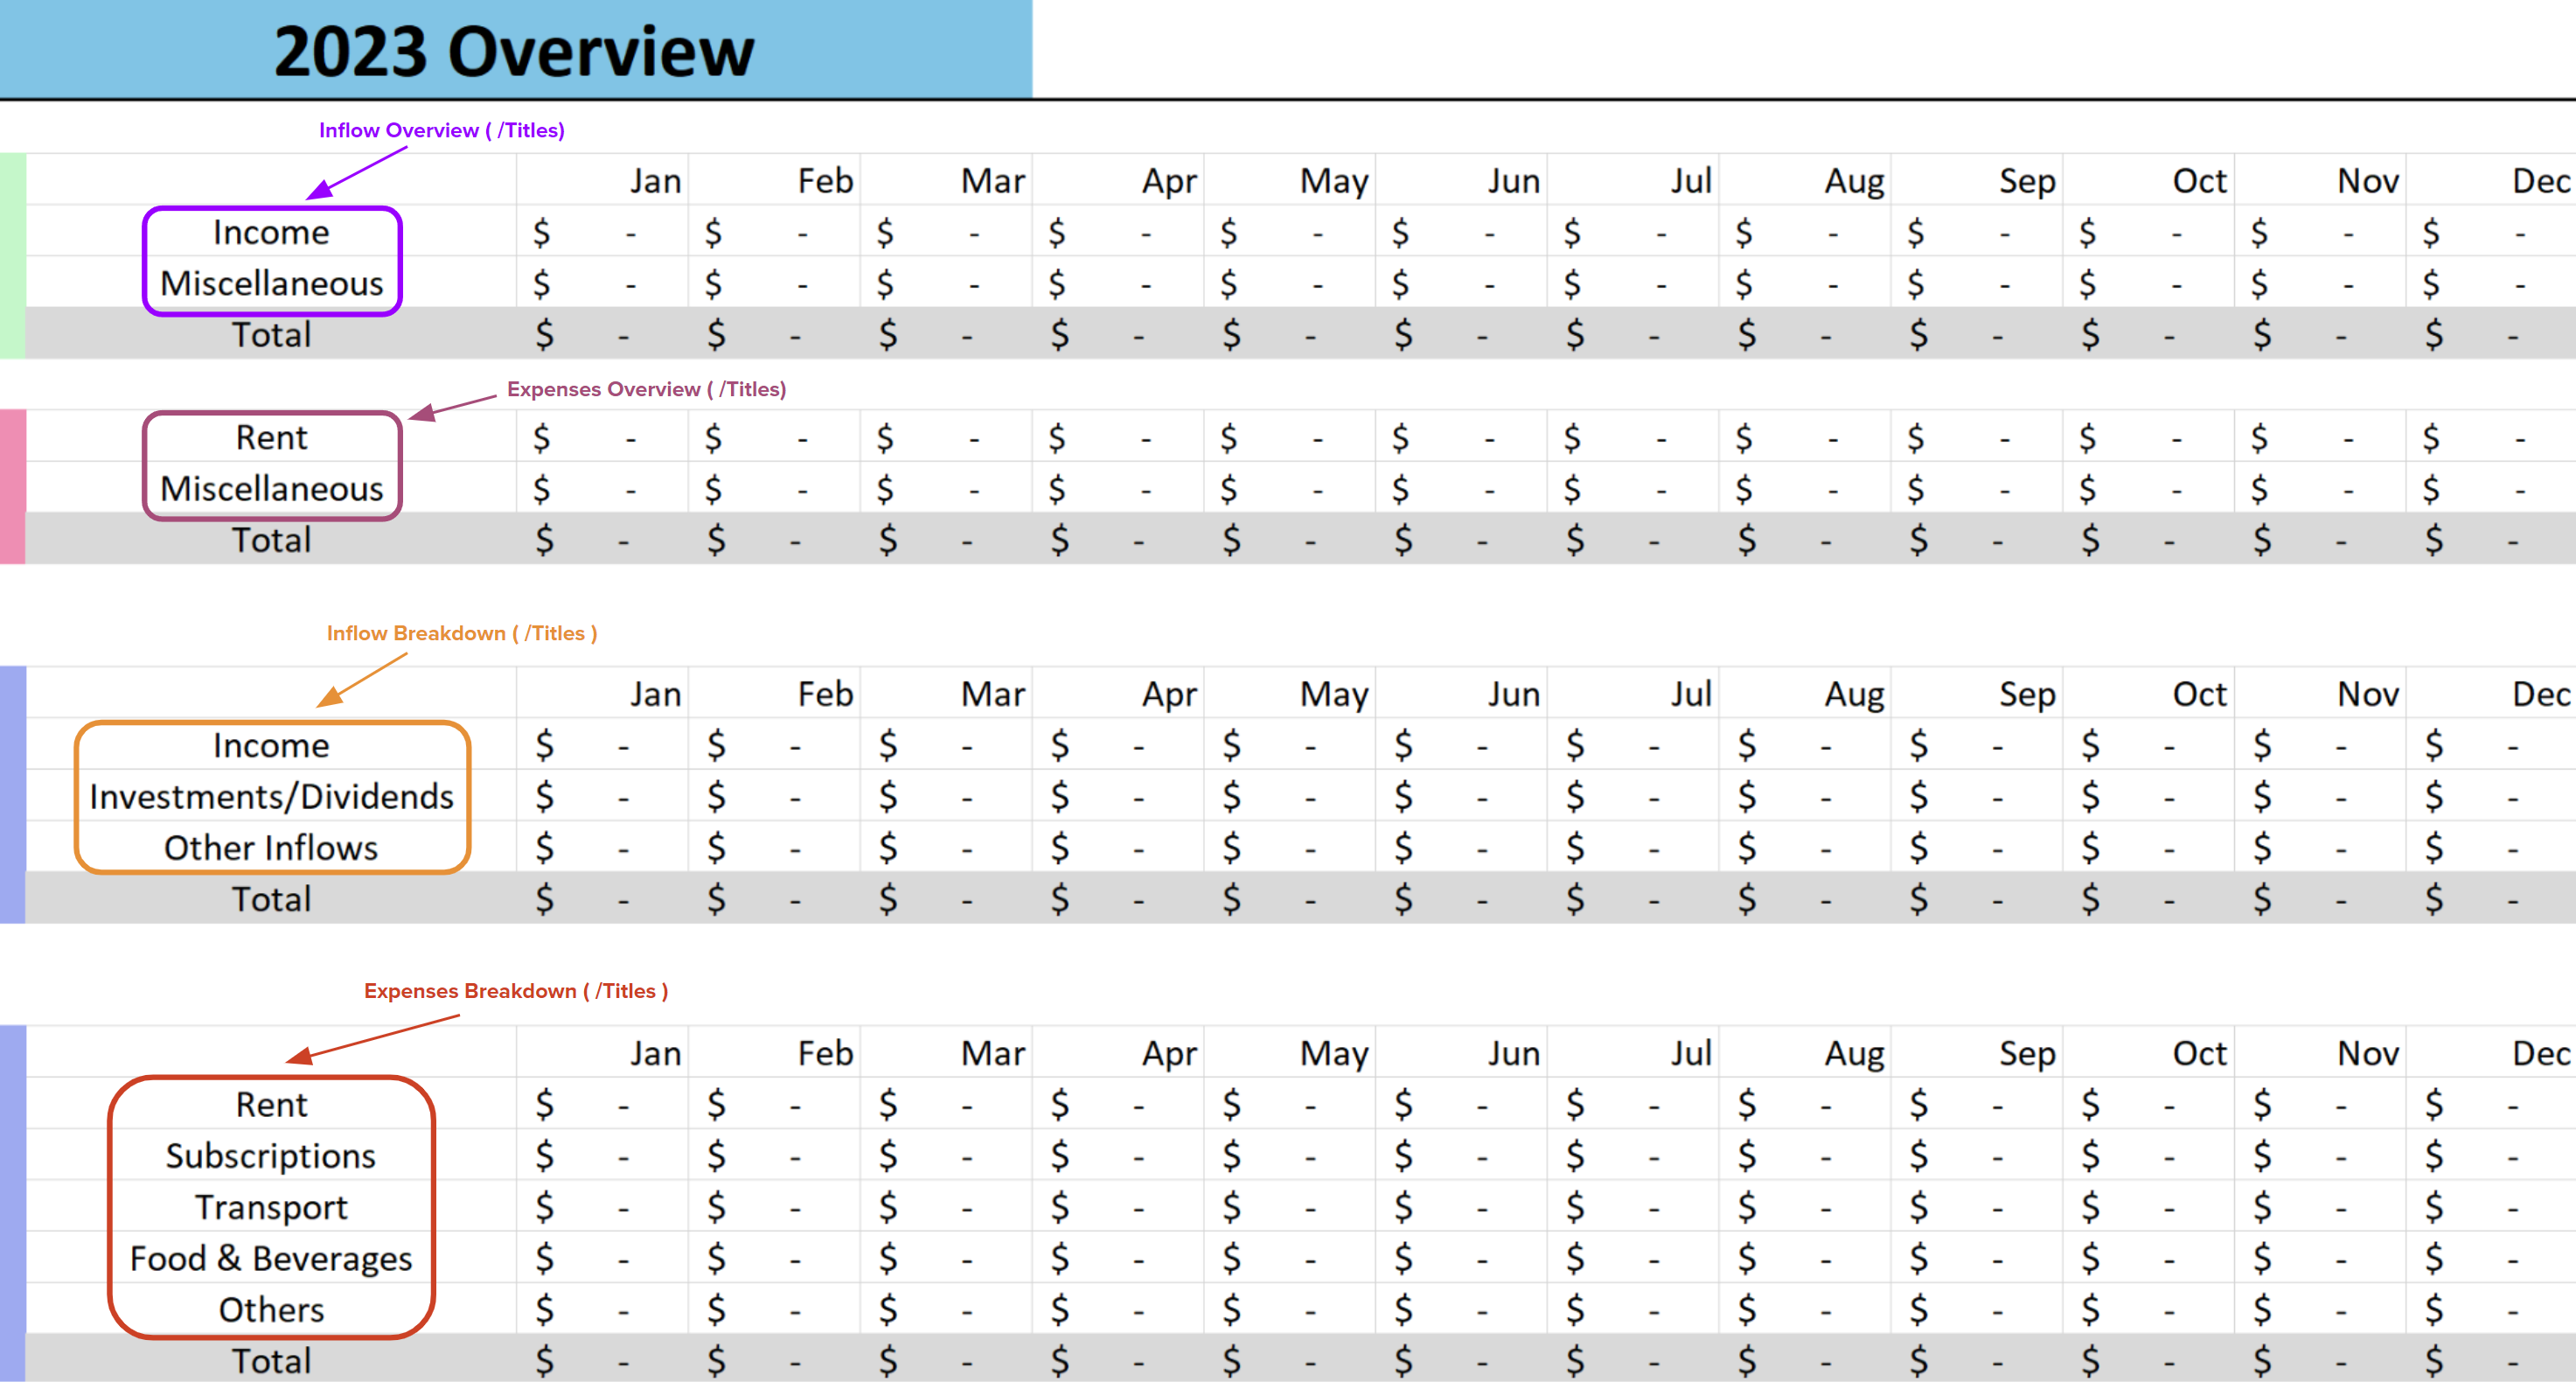 2023 Overview
Inflow Overview ( /Titles)
Jan Feb Mar Apr May Jun Jul Aug Sep Oct Nov Dec
Income $ - $ - $ - $ - $ - $ - $ - $ - $ - $ - $ - $ -
Miscellaneous $ - $ - $ - $ - $ - $ - $ - $ - $ - $ - $ - $ -
Total $ - $ - $ - $ - $ - $ - $ - $ - $ - $ - $ - $ -
Expenses Overview ( /Titles)
Rent $ - $ - $ - $ - $ - $ - $ - $ - $ - $ - $ - $ -
Miscellaneous $ - $ - $ - $ - $ - $ - $ - $ - $ - $ - $ - $ -
Total $ - $ - $ - $ - $ - $ - $ - $ - $ - $ - $ - $ -
Inflow Breakdown ( /Titles )
Jan Feb Mar Apr May Jun Jul Aug Sep Oct Nov Dec
Income $ - $ - $ - $ - $ - $ - $ - $ - $ - $ - $ - $ -
Investments/Dividends $ - $ - $ - $ - $ - $ - $ - $ - $ - $ - $ - $ -
Other Inflows $ - $ - $ - $ - $ - $ - $ - $ - $ - $ - $ - $ -
Total $ - $ - $ - $ - $ - $ - $ - $ - $ - $ - $ - $ -
Expenses Breakdown ( /Titles )
Jan Feb Mar Apr May Jun Jul Aug Sep Oct Nov Dec
Rent $ - $ - $ - $ - $ - $ - $ - $ - $ - $ - $ - $ -
Subscriptions $ - $ - $ - $ - $ - $ - $ - $ - $ - $ - $ - $ -
Transport $ - $ - $ - $ - $ - $ - $ - $ - $ - $ - $ - $ -
Food & Beverages $ - $ - $ - $ - $ - $ - $ - $ - $ - $ - $ - $ -
Others $ - $ - $ - $ - $ - $ - $ - $ - $ - $ - $ - $ -
Total $ - $ - $ - $ - $ - $ - $ - $ - $ - $ - $ - $ -